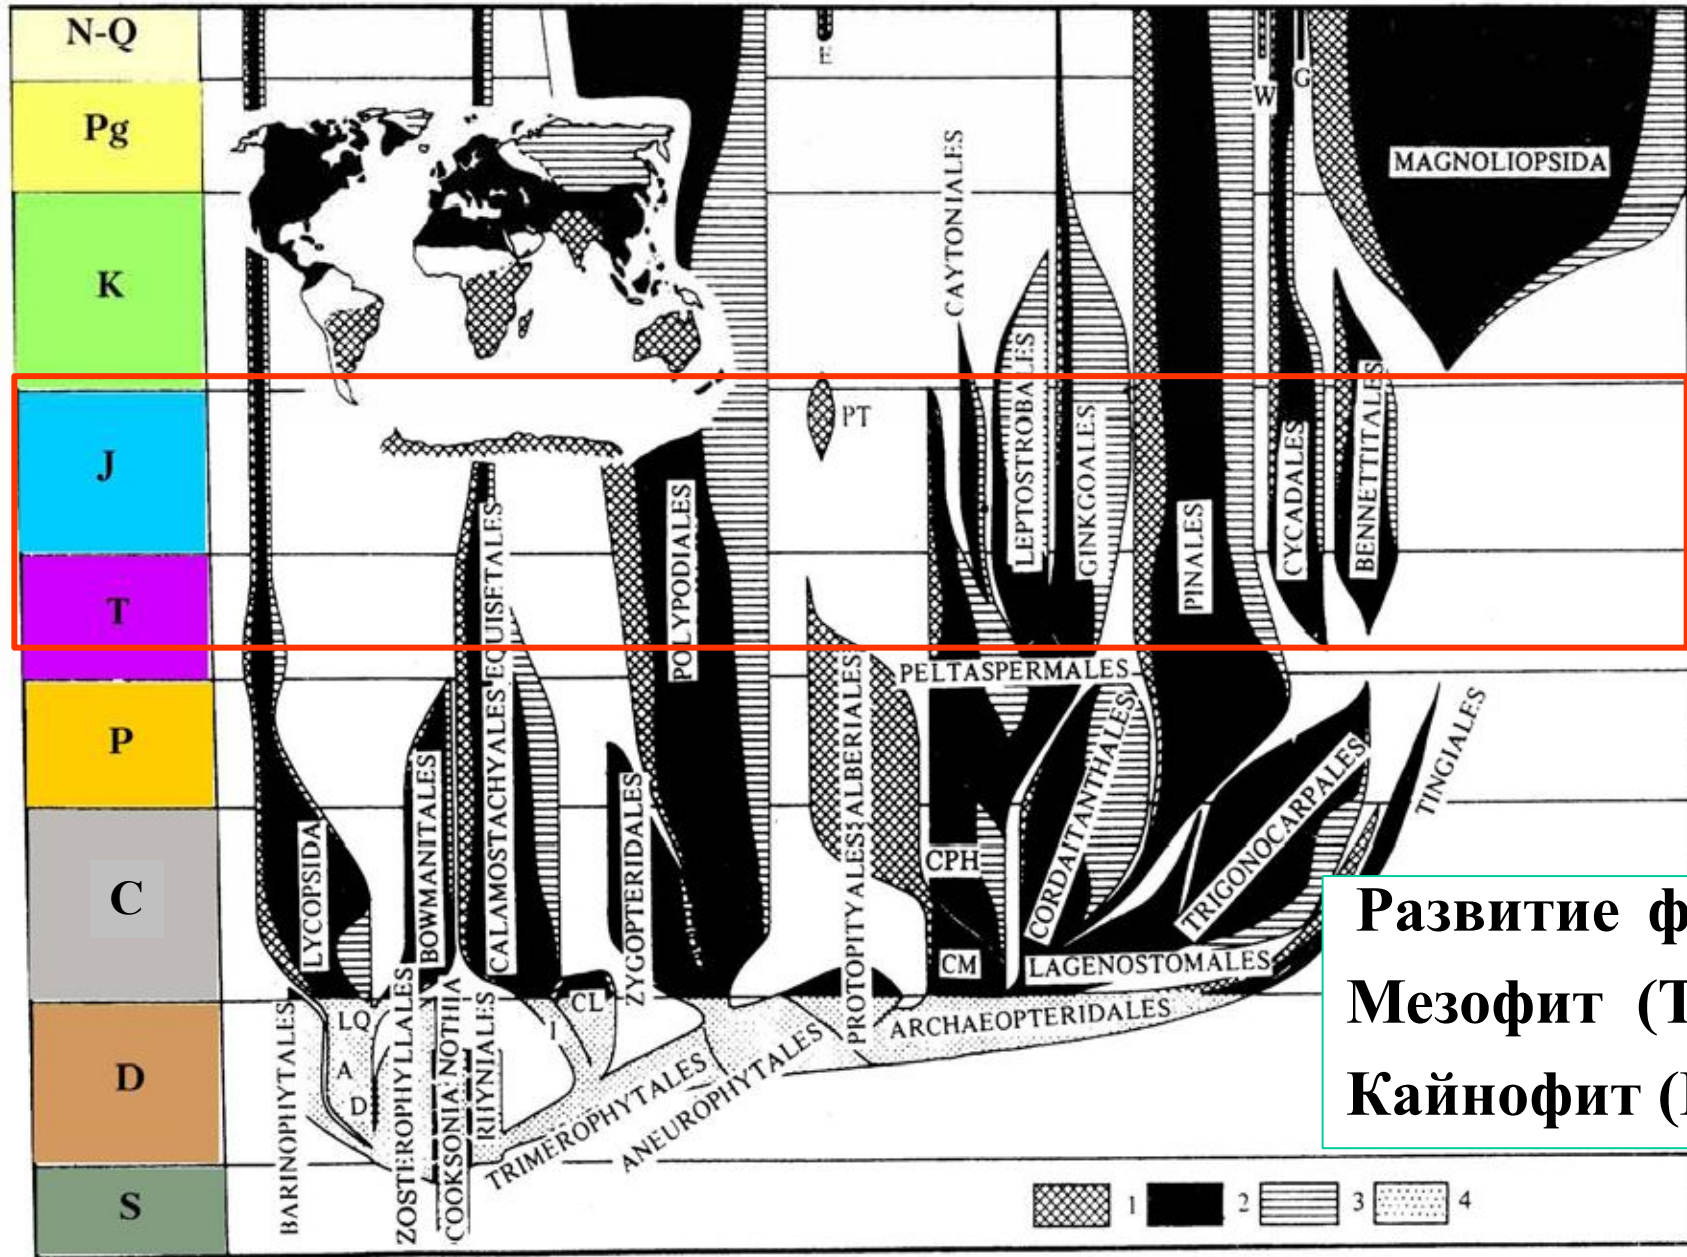 N-Q
Pg
K
J
T
P
C
D
S
E
W
G
MAGNOLIOPSIDA
CAYTONIALES
PT
LEPTOSTROBALES
GINKGOALES
PINALES
CYCADALES
BENNETTITALES
EQUISETALES
POLYPODIALES
PELTASPERMALES
LYCOPSIDA
BOWMANITALES
CALAMOSTACHYALES
ZYGOPTERIDALES
PROTOPITYALES
ALBERIALES
CPH
CM
CORDAITANTHALES
TRIGONOCARPALES
TINGIALES
LAGENOSTOMALES
BARINOPHYTALES
LQ
A
D
ZOSTEROPHYLLALES
COOKSONIA
NOTHIA
RHYNIALES
I
CL
TRIMEROPHYTALES
ANEUROPHYTALES
ARCHAEOPTERIDALES
Развитие ф
Мезофит (Т
Кайнофит (
1
2
3
4